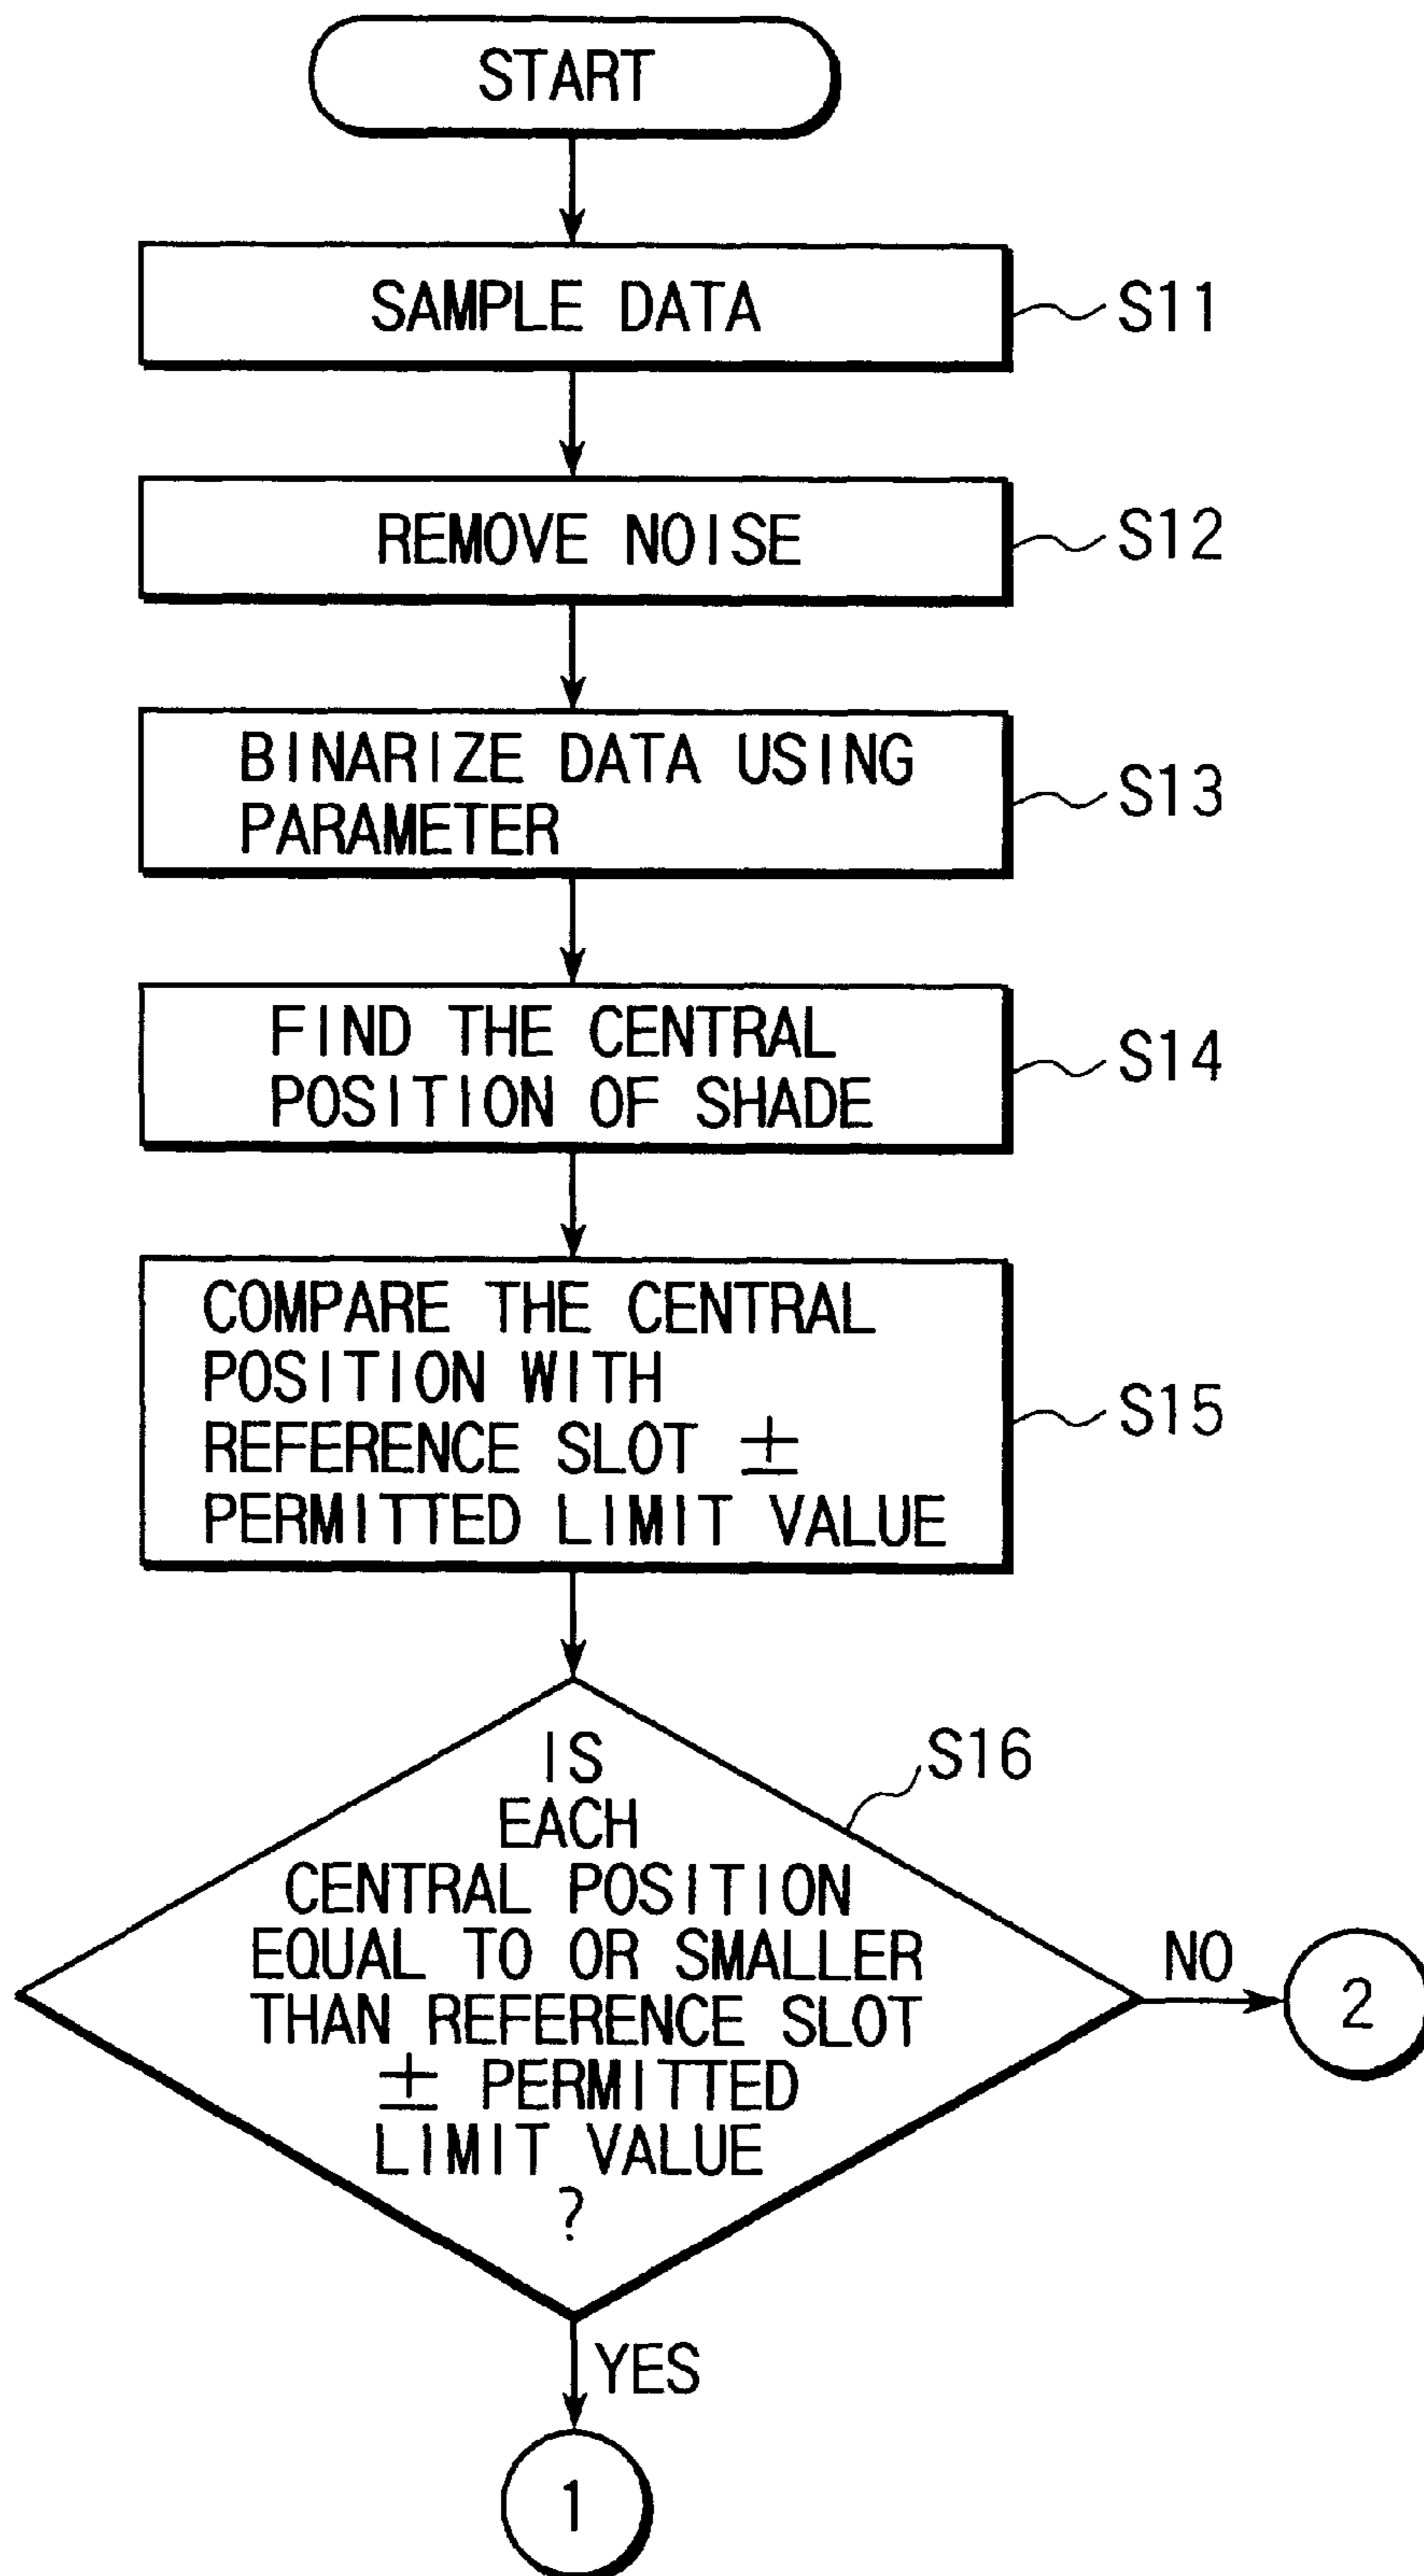 START
SAMPLE DATA
S11
REMOVE NOISE
S12
BINARIZE DATA USING
PARAMETER
S13
FIND THE CENTRAL
POSITION OF SHADE
S14
COMPARE THE CENTRAL
POSITION WITH
REFERENCE SLOT ±
PERMITTED LIMIT VALUE
S15
IS
EACH
CENTRAL POSITION
EQUAL TO OR SMALLER
THAN REFERENCE SLOT
± PERMITTED
LIMIT VALUE
?
S16
NO
2
YES
1